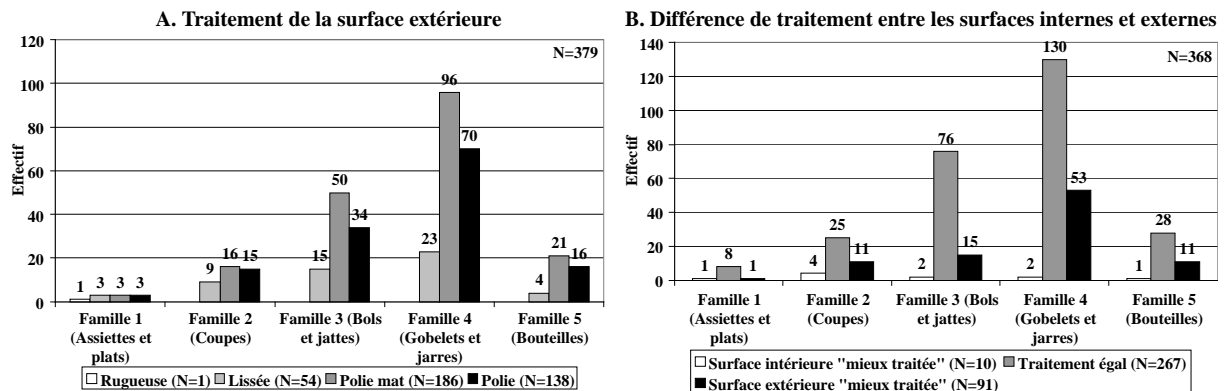 A. Traitement de la surface extérieure
N=379
Effectif
120
100
80
60
40
20
0
1 3 3 3
9 16 15
15 50 34
23 96 70
4 21 16
Famille 1 (Assiettes et plats)
Famille 2 (Coupes)
Famille 3 (Bols et jattes)
Famille 4 (Gobelets et jarres)
Famille 5 (Bouteilles)
Rugueuse (N=1) Lissée (N=54) Polie mat (N=186) Polie (N=138)
B. Différence de traitement entre les surfaces internes et externes
N=368
Effectif
140
120
100
80
60
40
20
0
1 8 1
4 25 11
2 76 15
2 130 53
1 28 11
Famille 1 (Assiettes et plats)
Famille 2 (Coupes)
Famille 3 (Bols et jattes)
Famille 4 (Gobelets et jarres)
Famille 5 (Bouteilles)
Surface intérieure "mieux traitée" (N=10) Traitement égal (N=267)
Surface extérieure "mieux traitée" (N=91)